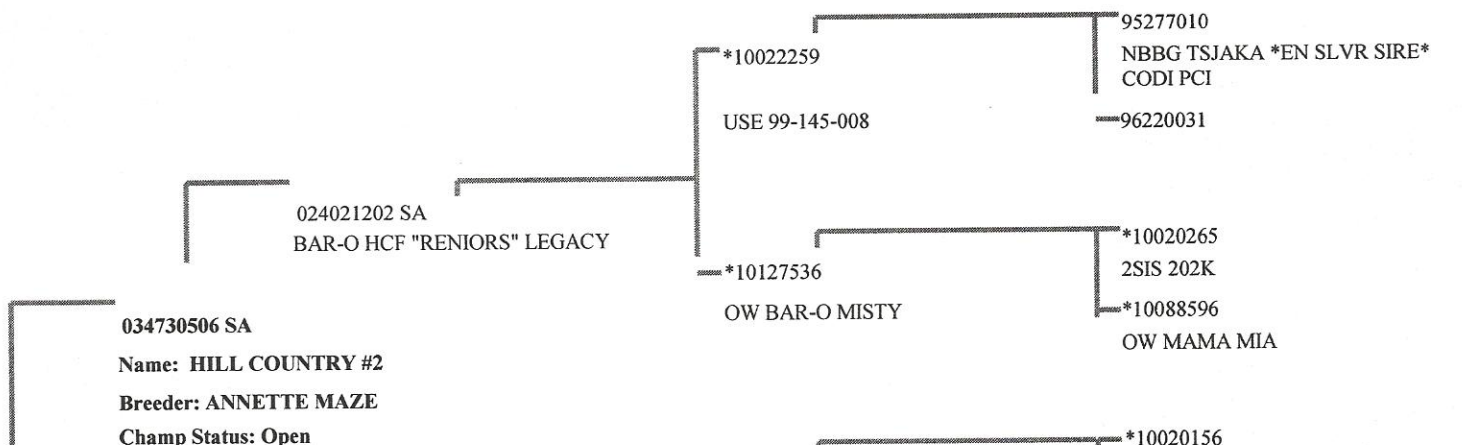 95277010
NBBG TSJAKA *EN SLVR SIRE*
CODI PCI
*10022259
USE 99-145-008
96220031
024021202 SA
BAR-O HCF "RENIORS" LEGACY
*10020265
2SIS 202K
*10127536
OW BAR-O MISTY
*10088596
OW MAMA MIA
034730506 SA
Name: HILL COUNTRY #2
Breeder: ANNETTE MAZE
Champ Status: Open
*10020156